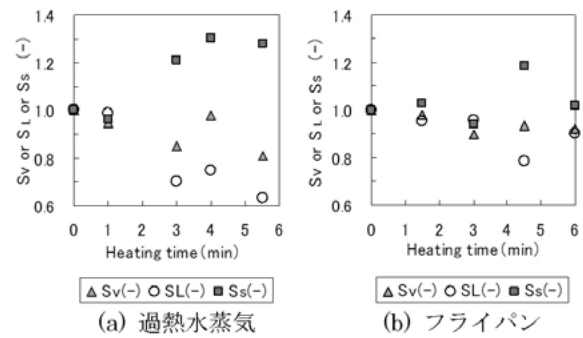 1.4
1.2
1.0
0.8
0.6
Sv or SL or Ss (-)
0 1 2 3 4 5 6
Heating time(min)
Sv(-) SL(-) Ss(-)
(a) 過熱水蒸気
1.4
1.2
1.0
0.8
0.6
Sv or SL or Ss (-)
0 1 2 3 4 5 6
Heating time(min)
Sv(-) SL(-) Ss(-)
(b) フライパン